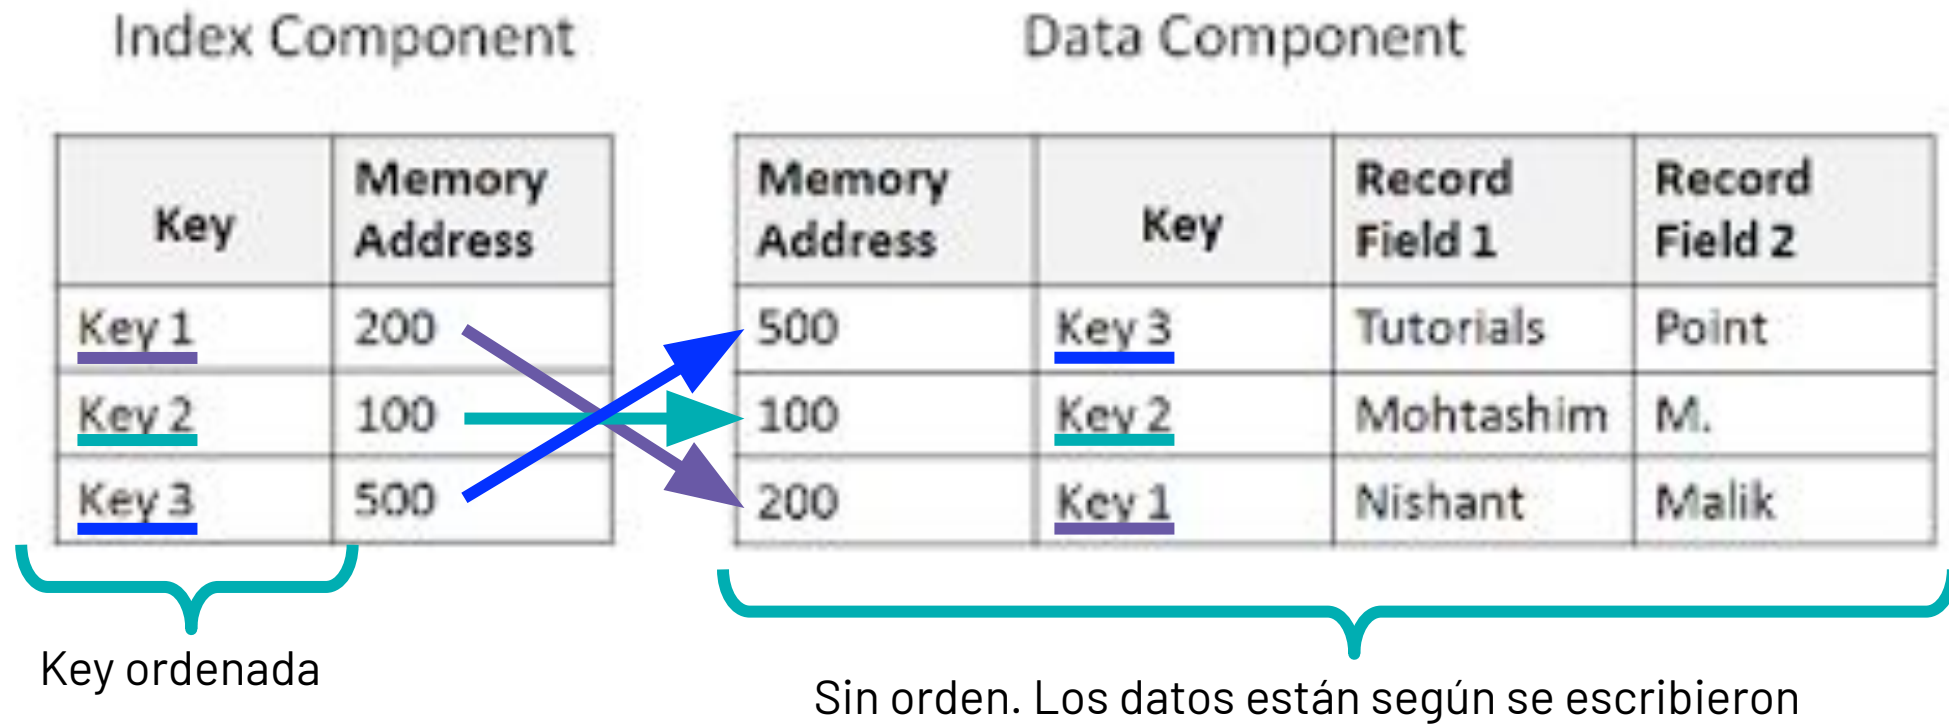 Index Component
Data Component
Key
Memory Address
Key 1
200
Key 2
100
Key 3
500
Memory Address
Key
Record Field 1
Record Field 2
500
Key 3
Tutorials
Point
100
Key 2
Mohtashim
M.
200
Key 1
Nishant
Malik
Key ordenada
Sin orden. Los datos están según se escribieron